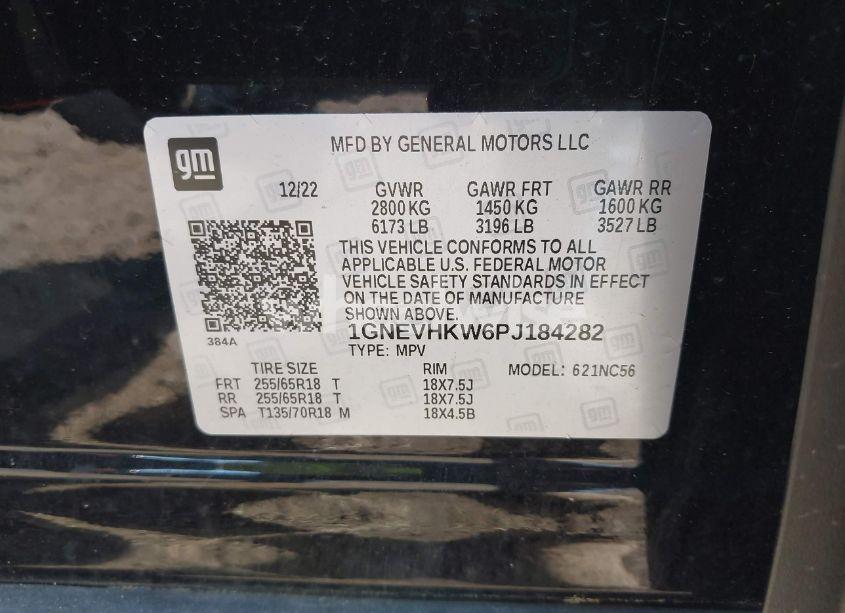 gm
MFD BY GENERAL MOTORS LLC
12/22 GVWR GAWR FRT GAWR RR
2800 KG 1450 KG 1600 KG
6173 LB 3196 LB 3527 LB
THIS VEHICLE CONFORMS TO ALL
APPLICABLE U.S. FEDERAL MOTOR
VEHICLE SAFETY STANDARDS IN EFFECT
ON THE DATE OF MANUFACTURE
SHOWN ABOVE.
1GNEVHKW6PJ184282
384A
TYPE: MPV
TIRE SIZE RIM MODEL: 621NC56
FRT 255/65R18 T 18X7.5J
RR 255/65R18 T 18X7.5J
SPA T135/70R18 M 18X4.5B